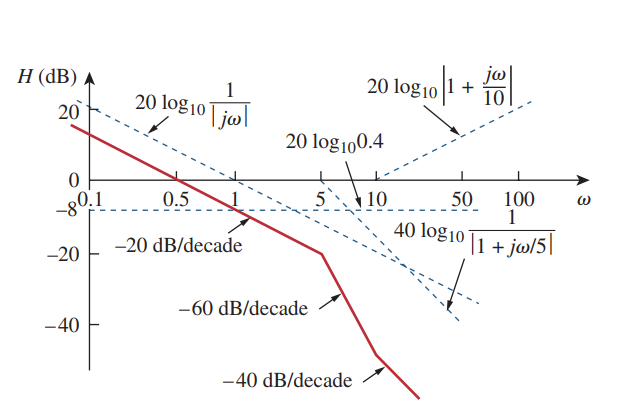 H (dB)
20 log10 1/|jω|
20 log10 |1 + jω/10|
20
20 log100.4
0
0.1 0.5 1 5 10 50 100 ω
–8
40 log10 1/|1 + jω/5|
–20 dB/decade
–20
–60 dB/decade
–40
–40 dB/decade